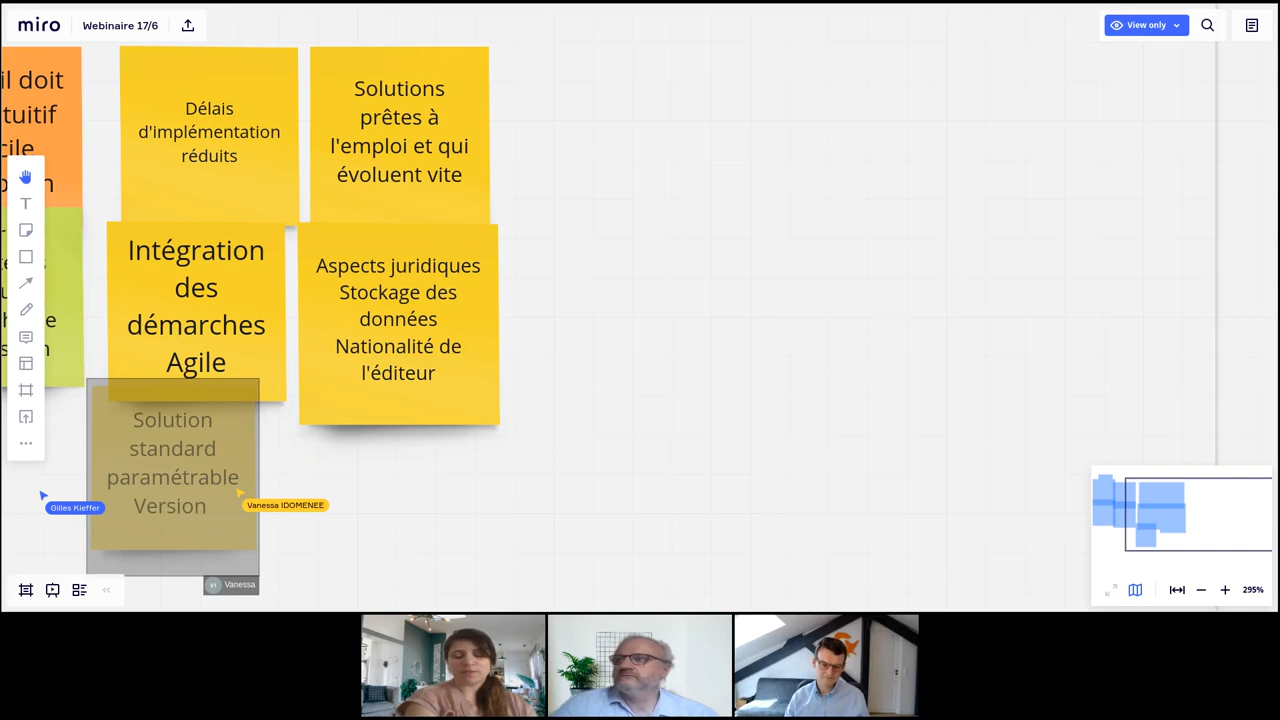 miro
Webinaire 17/6
View only
il doit
tuitif
cile
Délais
d'implémentation
réduits
Solutions
prêtes à
l'emploi et qui
évoluent vite
Intégration
des
démarches
Agile
Aspects juridiques
Stockage des
données
Nationalité de
l'éditeur
Solution
standard
paramétrable
Version
Gilles Kieffer
Vanessa IDOMENEE
VI Vanessa
295%